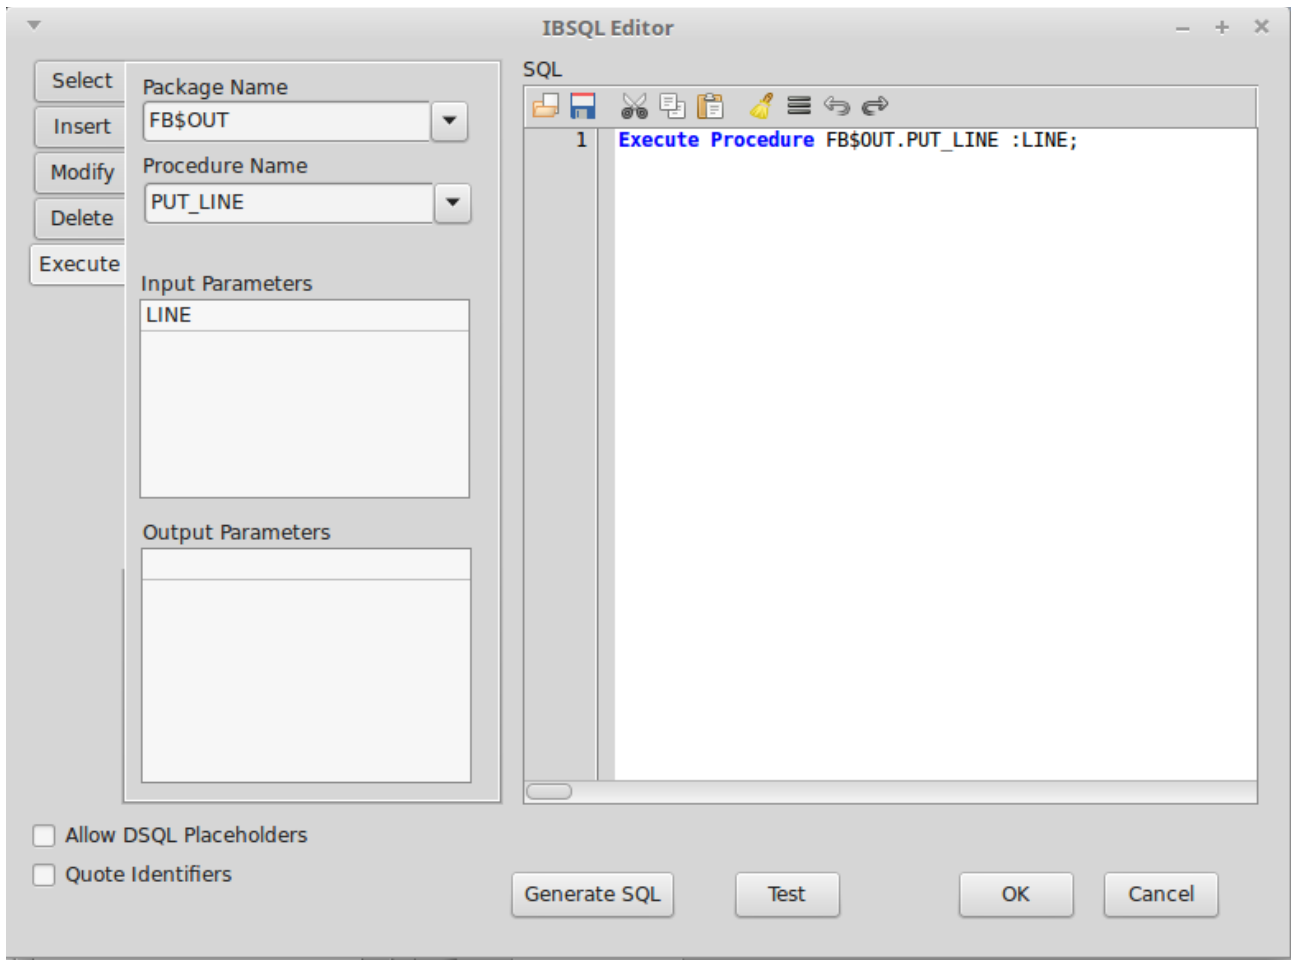 IBSQL Editor
Select
Insert
Modify
Delete
Execute
Package Name
FB$OUT
Procedure Name
PUT_LINE
Input Parameters
LINE
Output Parameters
SQL
1 Execute Procedure FB$OUT.PUT_LINE :LINE;
Allow DSQL Placeholders
Quote Identifiers
Generate SQL
Test
OK
Cancel